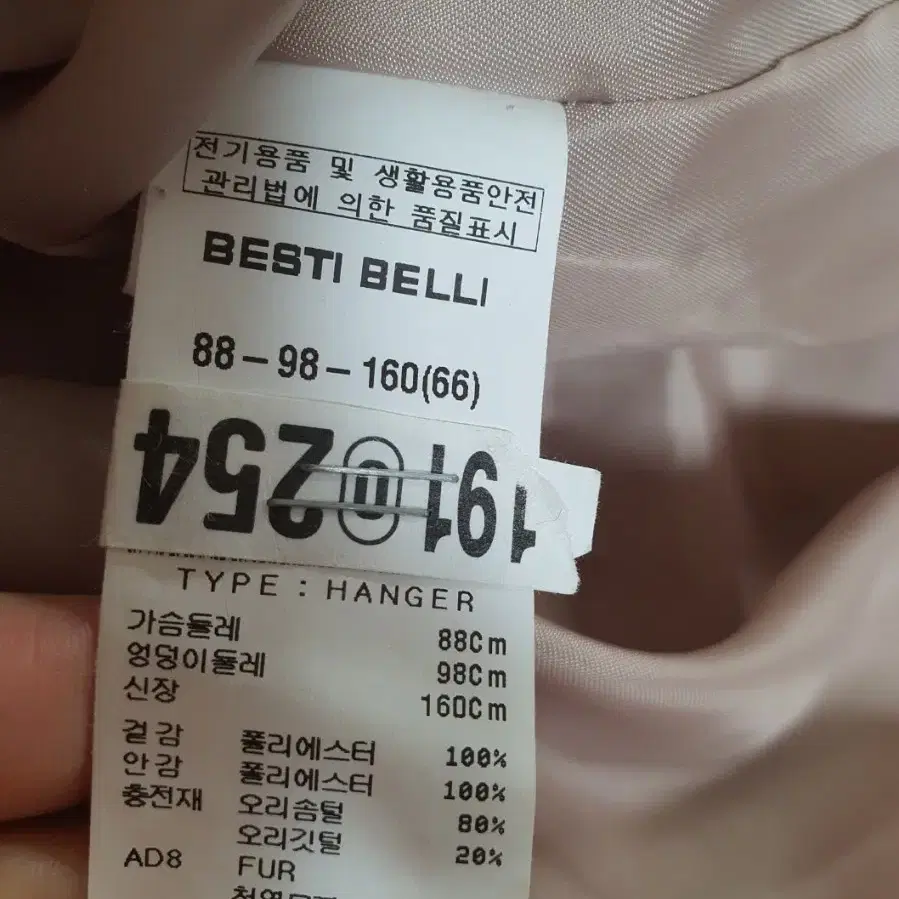 전기용품 및 생활용품안전
관리법에 의한 품질표시
BESTI BELLI
88-98-160(66)
191 0 254
TYPE : HANGER
가슴둘레 88Cm
엉덩이둘레 98Cm
신장 160Cm
겉감 폴리에스터 100%
안감 폴리에스터 100%
충전재 오리솜털 80%
오리깃털 20%
AD8 FUR